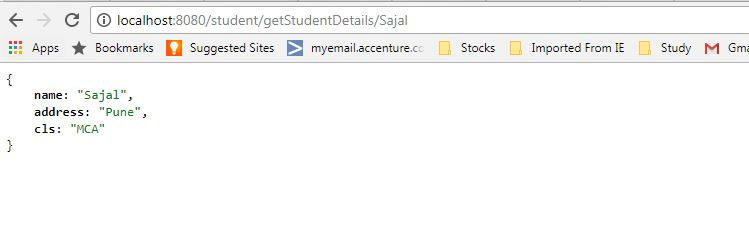 localhost:8080/student/getStudentDetails/Sajal
Apps Bookmarks Suggested Sites myemail.accenture.cc Stocks Imported From IE Study Gma
{
name: "Sajal",
address: "Pune",
cls: "MCA"
}